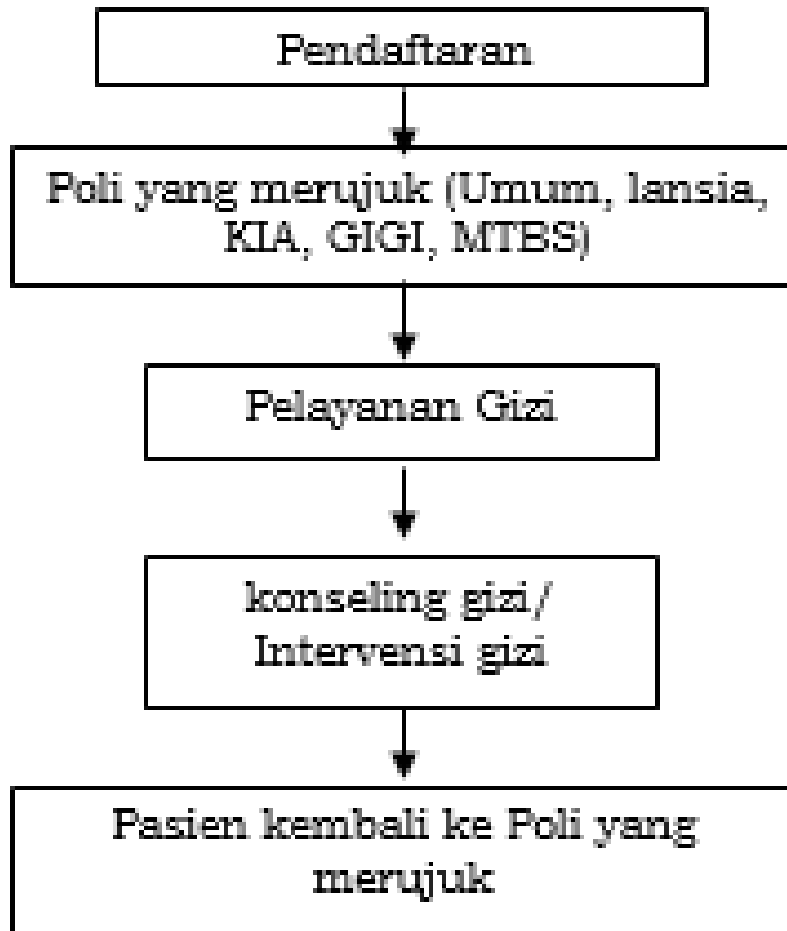 Pendaftaran
Poli yang merujuk (Umum, lansia,
KIA, GIGI, MTBS)
Pelayanan Gizi
konseling gizi/
Intervensi gizi
Pasien kembali ke Poli yang
merujuk